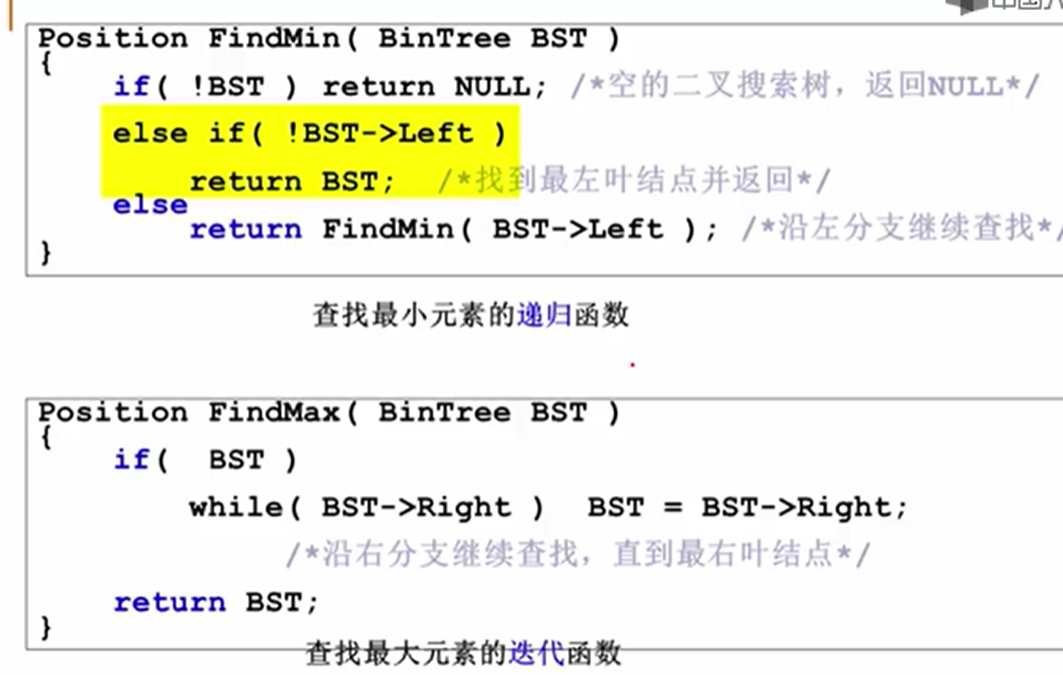 Position FindMin( BinTree BST )
{
if( !BST ) return NULL; /*空的二叉搜索树，返回NULL*/
else if( !BST->Left )
return BST; /*找到最左叶结点并返回*/
else
return FindMin( BST->Left ); /*沿左分支继续查找*/
}
查找最小元素的递归函数
Position FindMax( BinTree BST )
{
if( BST )
while( BST->Right ) BST = BST->Right;
/*沿右分支继续查找，直到最右叶结点*/
return BST;
}
查找最大元素的迭代函数